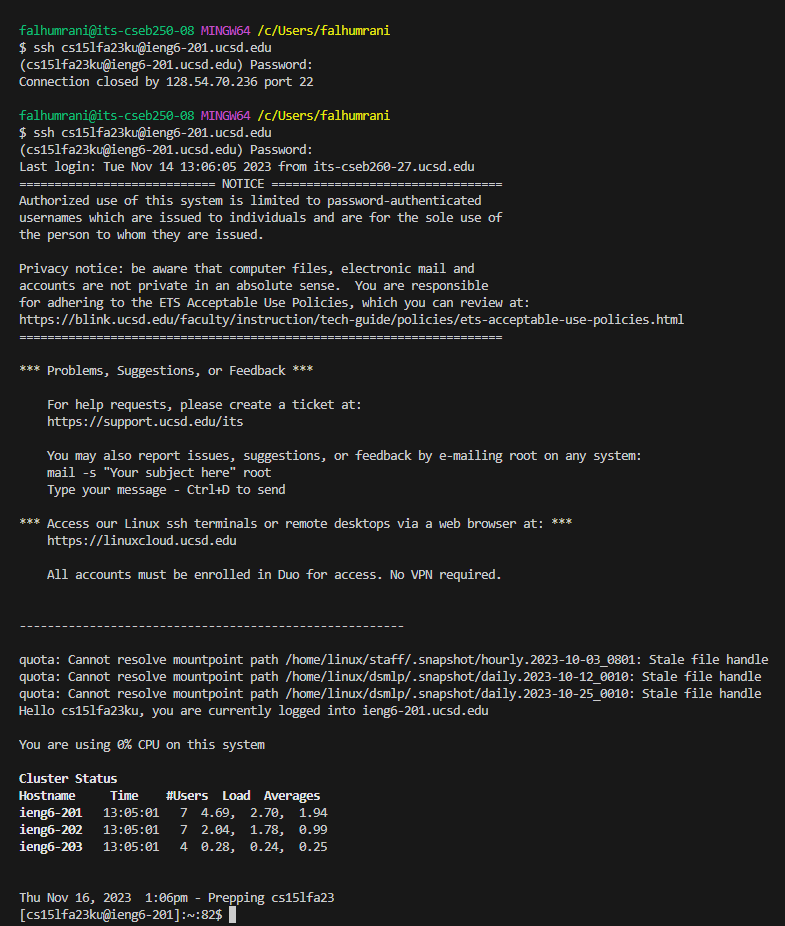 falhumrani@its-cseb250-08 MINGW64 /c/Users/falhumrani
$ ssh cs15lfa23ku@ieng6-201.ucsd.edu
(cs15lfa23ku@ieng6-201.ucsd.edu) Password:
Connection closed by 128.54.70.236 port 22
falhumrani@its-cseb250-08 MINGW64 /c/Users/falhumrani
$ ssh cs15lfa23ku@ieng6-201.ucsd.edu
(cs15lfa23ku@ieng6-201.ucsd.edu) Password:
Last login: Tue Nov 14 13:06:05 2023 from its-cseb260-27.ucsd.edu
============================ NOTICE =================================
Authorized use of this system is limited to password-authenticated
usernames which are issued to individuals and are for the sole use of
the person to whom they are issued.
Privacy notice: be aware that computer files, electronic mail and
accounts are not private in an absolute sense.  You are responsible
for adhering to the ETS Acceptable Use Policies, which you can review at:
https://blink.ucsd.edu/faculty/instruction/tech-guide/policies/ets-acceptable-use-policies.html
=====================================================================
*** Problems, Suggestions, or Feedback ***
For help requests, please create a ticket at:
https://support.ucsd.edu/its
You may also report issues, suggestions, or feedback by e-mailing root on any system:
mail -s "Your subject here" root
Type your message - Ctrl+D to send
*** Access our Linux ssh terminals or remote desktops via a web browser at: ***
https://linuxcloud.ucsd.edu
All accounts must be enrolled in Duo for access. No VPN required.
-------------------------------------------------------
quota: Cannot resolve mountpoint path /home/linux/staff/.snapshot/hourly.2023-10-03_0801: Stale file handle
quota: Cannot resolve mountpoint path /home/linux/dsmlp/.snapshot/daily.2023-10-12_0010: Stale file handle
quota: Cannot resolve mountpoint path /home/linux/dsmlp/.snapshot/daily.2023-10-25_0010: Stale file handle
Hello cs15lfa23ku, you are currently logged into ieng6-201.ucsd.edu
You are using 0% CPU on this system
Cluster Status
Hostname     Time    #Users  Load  Averages
ieng6-201   13:05:01   7  4.69,  2.70,  1.94
ieng6-202   13:05:01   7  2.04,  1.78,  0.99
ieng6-203   13:05:01   4  0.28,  0.24,  0.25
Thu Nov 16, 2023  1:06pm - Prepping cs15lfa23
[cs15lfa23ku@ieng6-201]:~:82$